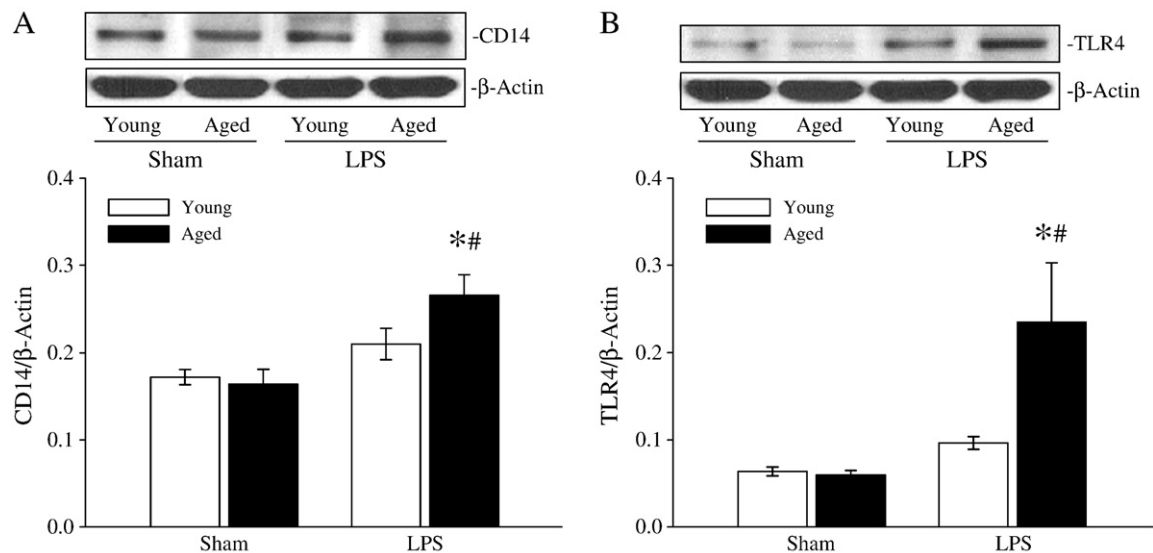 A
-CD14
-β-Actin
Young Aged Young Aged
Sham LPS
0.4
0.3
0.2
0.1
0.0
CD14/β-Actin
Young
Aged
*#
Sham LPS
B
-TLR4
-β-Actin
Young Aged Young Aged
Sham LPS
0.4
0.3
0.2
0.1
0.0
TLR4/β-Actin
Young
Aged
*#
Sham LPS